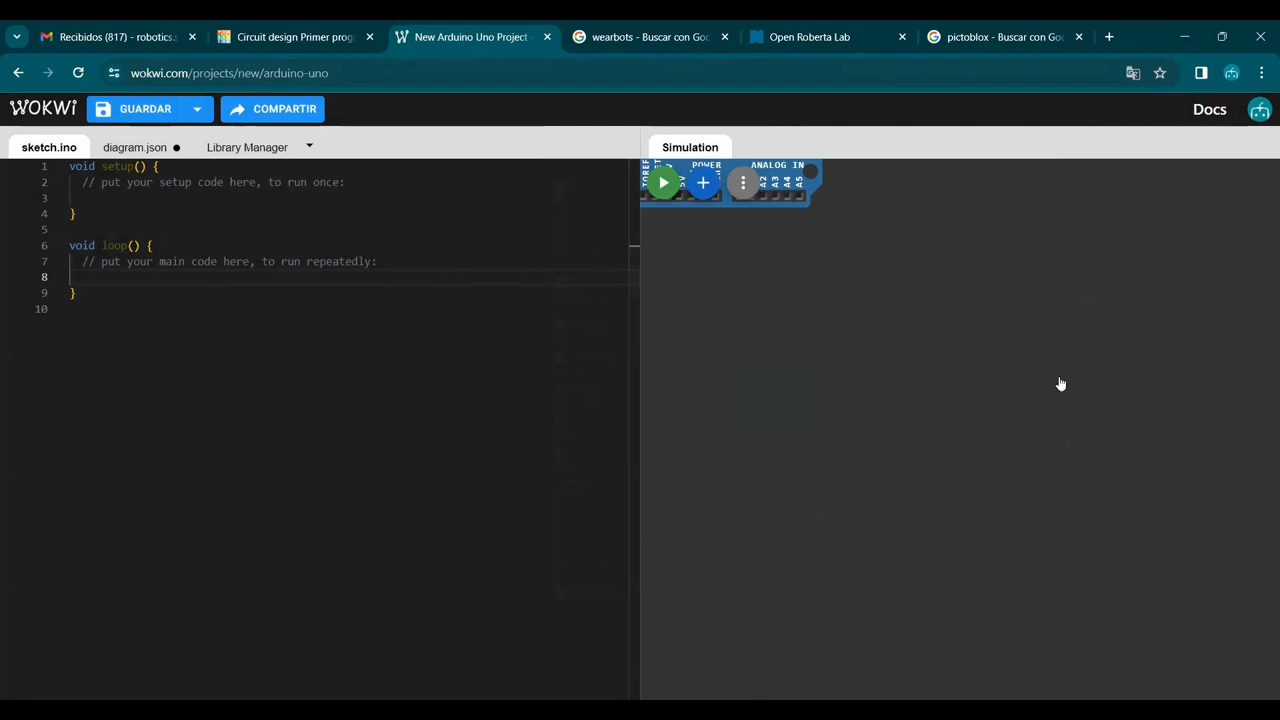 Recibidos (817) - robotics.
Circuit design Primer prog
New Arduino Uno Project
wearbots - Buscar con Goo
Open Roberta Lab
pictoblox - Buscar con Goo
wokwi.com/projects/new/arduino-uno
WOKWI
GUARDAR
COMPARTIR
Docs
sketch.ino
diagram.json
Library Manager
Simulation
1 void setup() {
2 // put your setup code here, to run once:
3
4 }
5
6 void loop() {
7 // put your main code here, to run repeatedly:
8
9 }
10
POWER
ANALOG IN
A2
A3
A4
A5